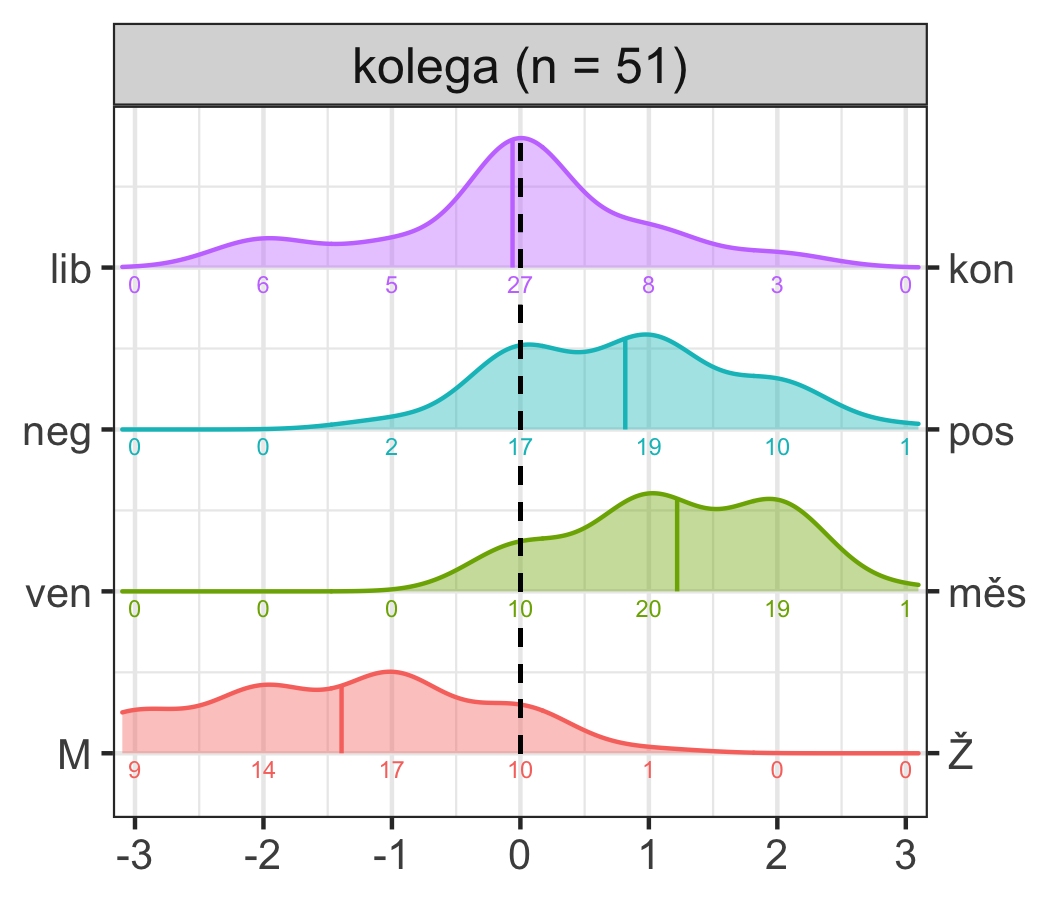 kolega (n = 51)
lib kon
0 6 5 27 8 3 0
neg pos
0 0 2 17 19 10 1
ven měs
0 0 0 10 20 19 1
M Ž
9 14 17 10 1 0 0
-3 -2 -1 0 1 2 3